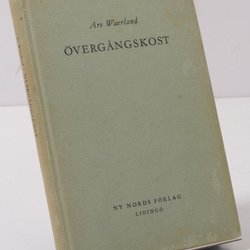 Are Waerland
ÖVERGÅNGSKOST
NY NORDS FÖRLAG
LIDINGÖ